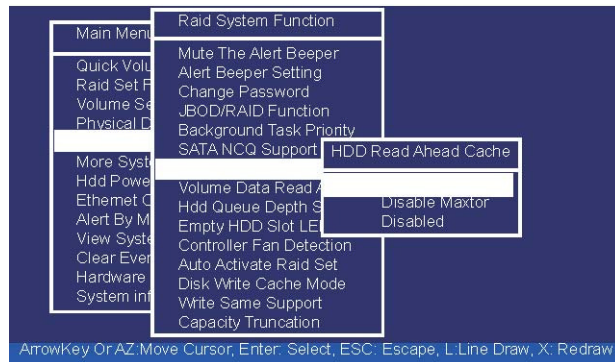 Main Menu
Quick Volu
Raid Set F
Volume Se
Physical D
More Syste
Hdd Powe
Ethernet C
Alert By M
View Syste
Clear Even
Hardware
System inf
Raid System Function
Mute The Alert Beeper
Alert Beeper Setting
Change Password
JBOD/RAID Function
Background Task Priority
SATA NCQ Support
Volume Data Read A
Hdd Queue Depth S
Empty HDD Slot LE
Controller Fan Detection
Auto Activate Raid Set
Disk Write Cache Mode
Write Same Support
Capacity Truncation
HDD Read Ahead Cache
Disable Maxtor
Disabled
ArrowKey Or AZ:Move Cursor, Enter: Select, ESC: Escape, L:Line Draw, X: Redraw